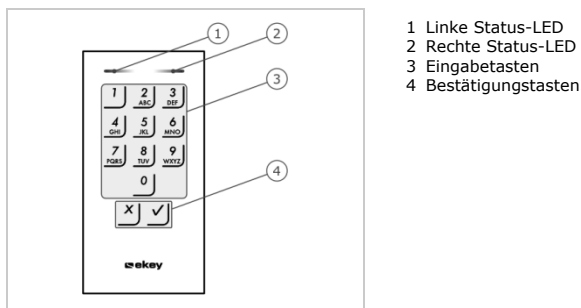 1
2
3
4
1
2
ABC
3
DEF
4
GHI
5
JKL
6
MNO
7
PQRS
8
TUV
9
WXYZ
0
X ✓
ekey
1 Linke Status-LED
2 Rechte Status-LED
3 Eingabetasten
4 Bestätigungstasten